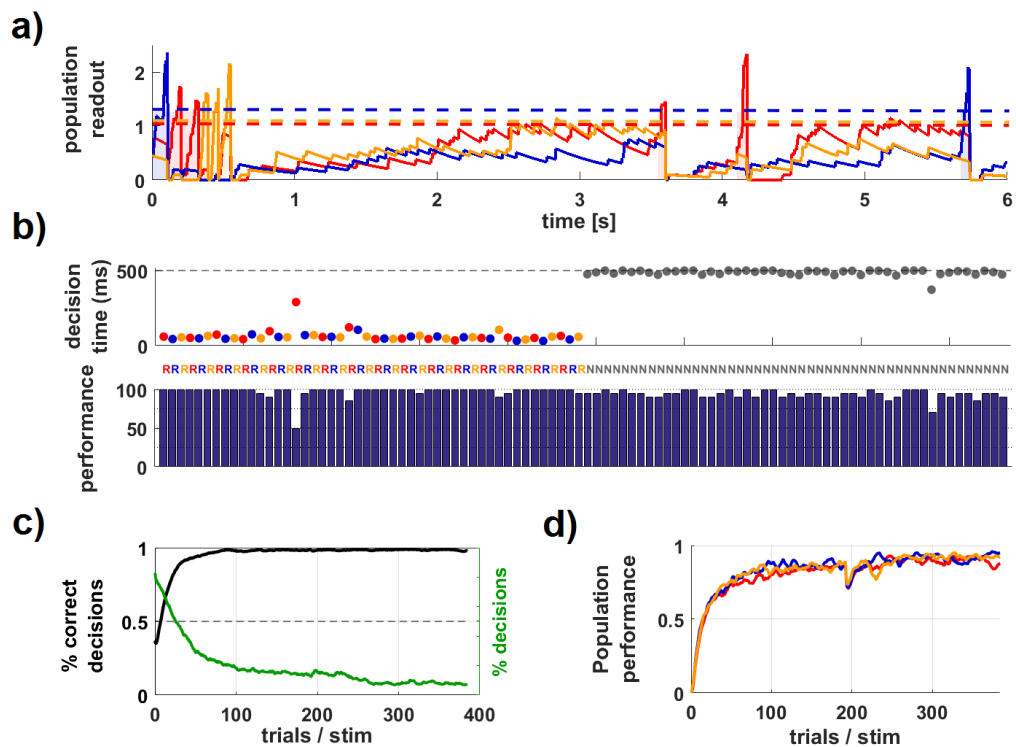 a)
population
readout
2
1
0
0 1 2 3 4 5 6
time [s]
b)
decision
time (ms)
500
0
RRRRRRRRRRRRRRRRRRRRRRRRRRRRRRRRRRRRRRRRRRRRRRRRNNNNNNNNNNNNNNNNNNNNNNNNNNNNNNNNNNNNNNNNNNNNNNNN
performance
100
50
0
c)
% correct
decisions
1
0.5
0
0 100 200 300 400
trials / stim
% decisions
d)
Population
performance
1
0.5
0
0 100 200 300
trials / stim